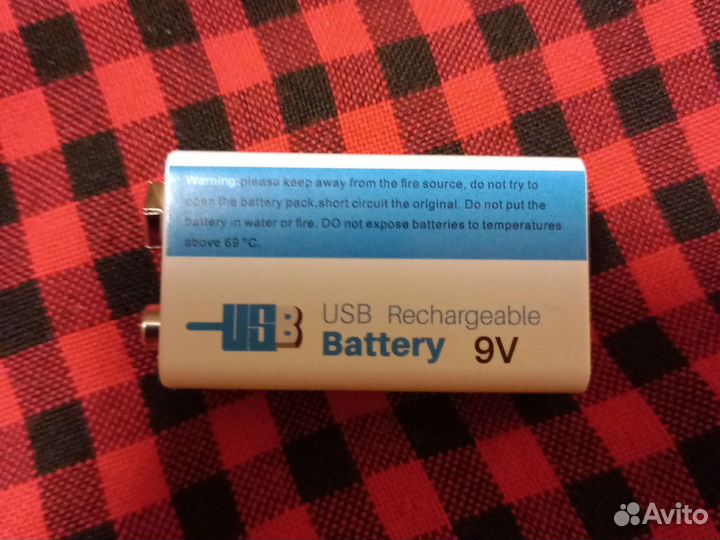 Warning:please keep away from the fire source, do not try to
open the battery pack,short circuit the original. Do not put the
battery in water or fire. DO not expose batteries to temperatures
above 69 °C.
USB
USB Rechargeable
Battery 9V
Avito